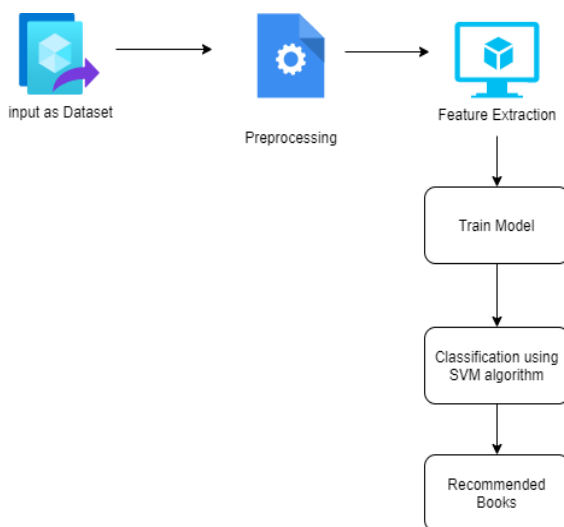 input as Dataset
Preprocessing
Feature Extraction
Train Model
Classification using
SVM algorithm
Recommended
Books